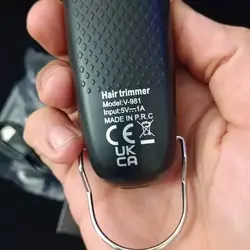 Hair trimmer
Model:V-981
Input:5V⎓1A
MADE IN P.R.C
CE
UK
CA